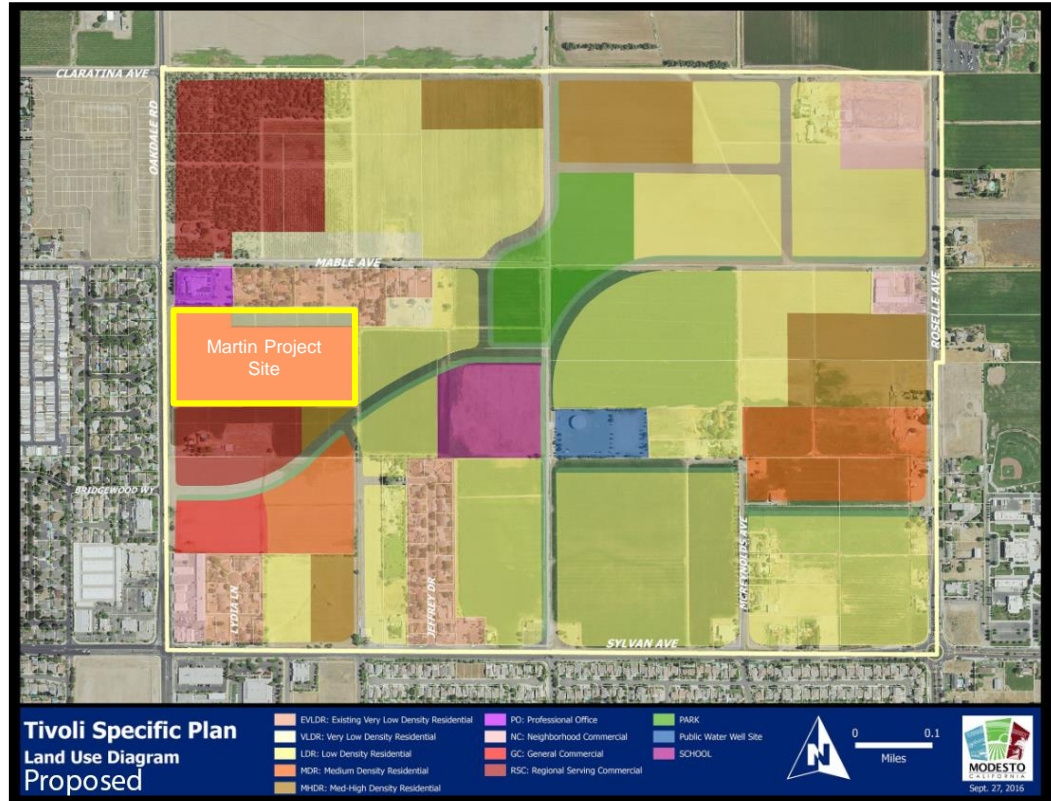 CLARATINA AVE
OAKDALE RD
MABLE AVE
ROSELLE AVE
Martin Project
Site
BRIDGEWOOD WY
LYDIA LN
JEFFREY DR
MCREYNOLDS AVE
SYLVAN AVE
Tivoli Specific Plan
Land Use Diagram
Proposed
EVLDR: Existing Very Low Density Residential
VLDR: Very Low Density Residential
LDR: Low Density Residential
MDR: Medium Density Residential
MHDR: Med-High Density Residential
PO: Professional Office
NC: Neighborhood Commercial
GC: General Commercial
RSC: Regional Serving Commercial
PARK
Public Water Well Site
SCHOOL
N
0 0.1
Miles
MODESTO
CALIFORNIA
Sept. 27, 2016